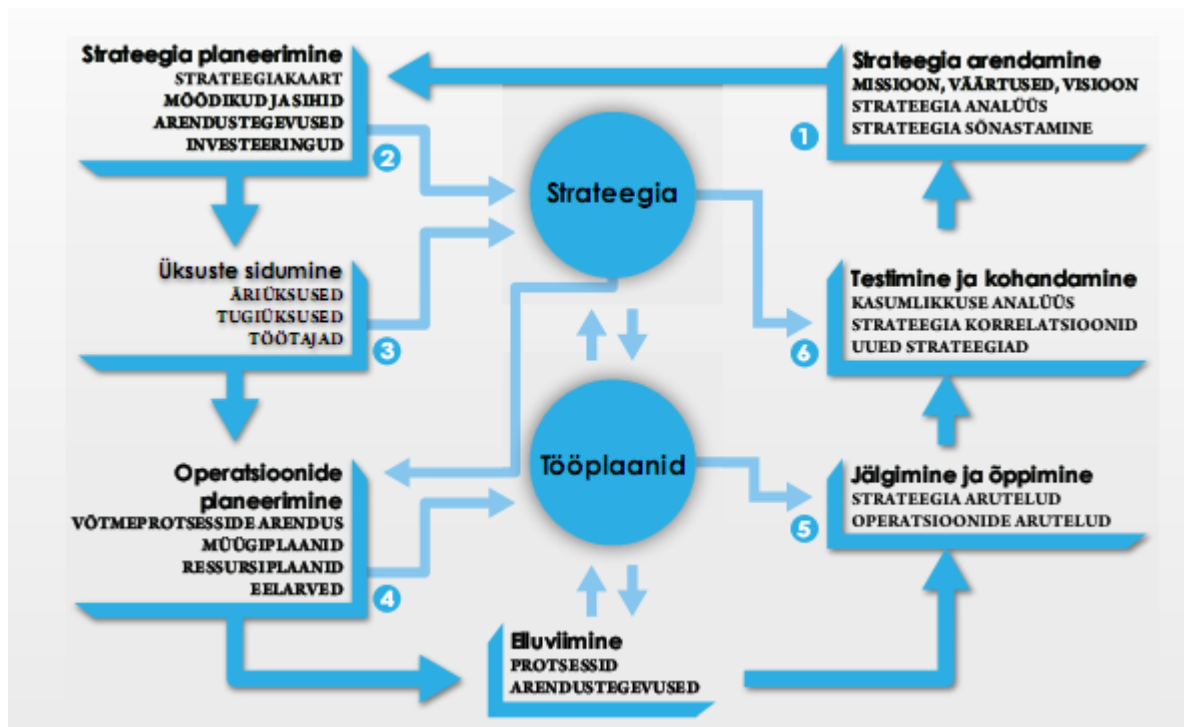 Strateegia planeerimine
STRATEEGIAKAART
MÕÕDIKUD JA SIHID
ARENDUSTEGEVUSED
INVESTEERINGUD
2
Strateegia arendamine
MISSIOON, VÄÄRTUSED, VISIOON
STRATEEGIA ANALÜÜS
STRATEEGIA SÕNASTAMINE
1
Strateegia
Üksuste sidumine
ÄRIÜKSUSED
TUGIÜKSUSED
TÖÖTAJAD
3
Testimine ja kohandamine
KASUMLIKKUSE ANALÜÜS
STRATEEGIA KORRELATSIOONID
UUED STRATEEGIAD
6
Tööplaanid
Operatsioonide
planeerimine
VÕTMEPROTSESSIDE ARENDUS
MÜÜGIPLAANID
RESSURSIPLAANID
EELARVED
4
Jälgimine ja õppimine
STRATEEGIA ARUTELUD
OPERATSIOONIDE ARUTELUD
5
Elluviimine
PROTSESSID
ARENDUSTEGEVUSED